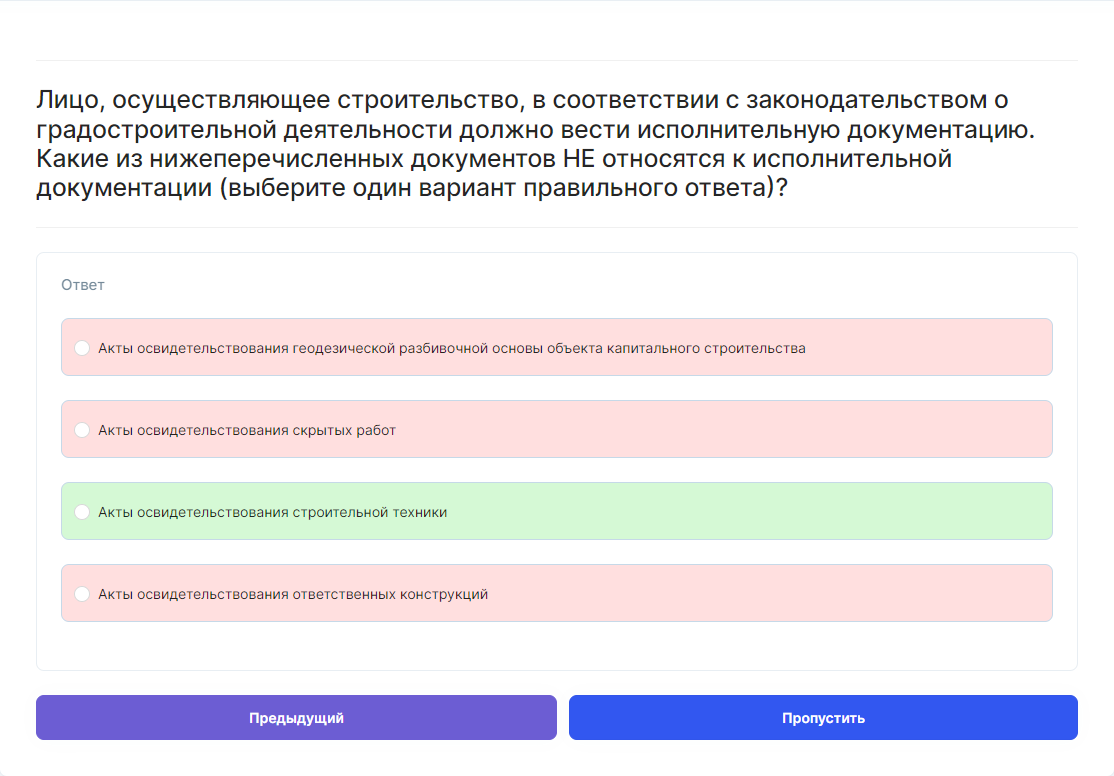 Лицо, осуществляющее строительство, в соответствии с законодательством о
градостроительной деятельности должно вести исполнительную документацию.
Какие из нижеперечисленных документов НЕ относятся к исполнительной
документации (выберите один вариант правильного ответа)?
Ответ
Акты освидетельствования геодезической разбивочной основы объекта капитального строительства
Акты освидетельствования скрытых работ
Акты освидетельствования строительной техники
Акты освидетельствования ответственных конструкций
Предыдущий
Пропустить